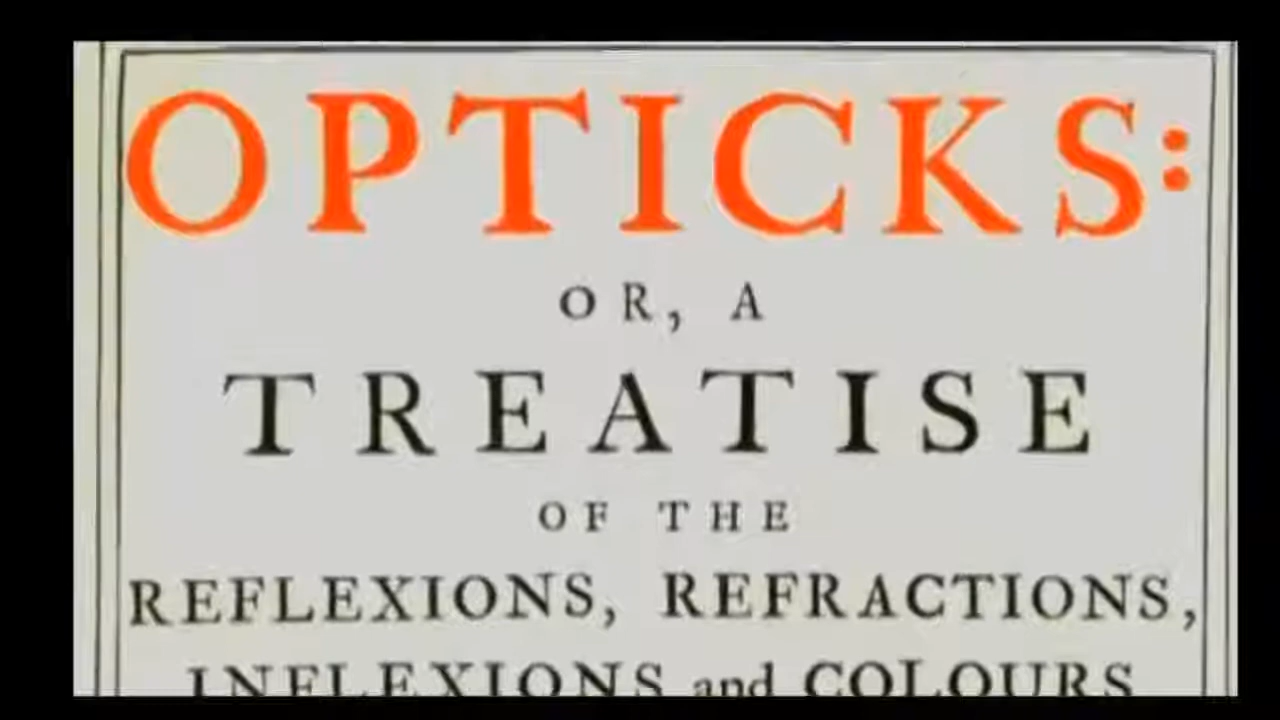 OPTICKS:
OR, A
TREATISE
OF THE
REFLEXIONS, REFRACTIONS,
INFLEXIONS and COLOURS